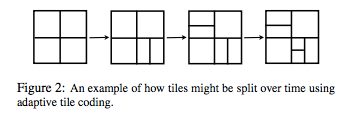 Figure 2: An example of how tiles might be split over time using
adaptive tile coding.